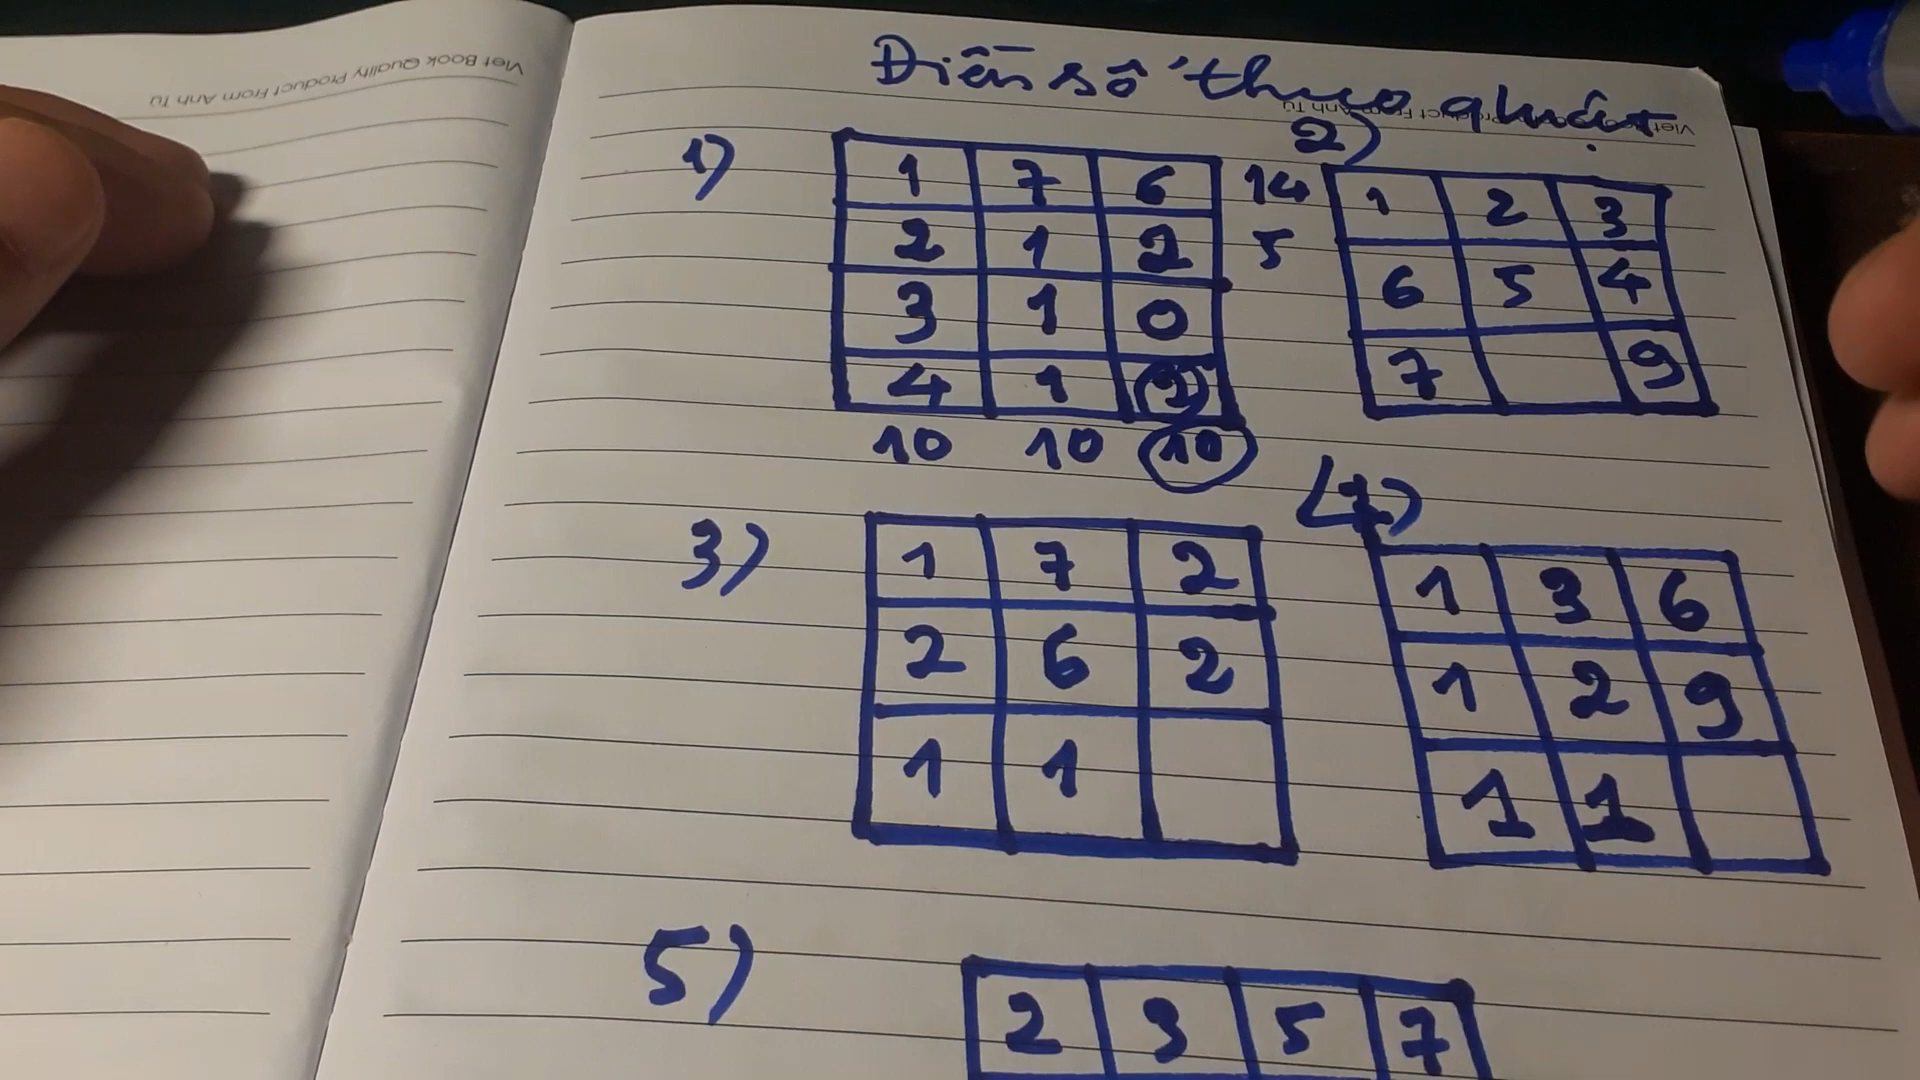 Viet Book Quality Product From Anh Tú
Điền số theo qluật
1)
1 7 6 14
2 1 2 5
3 1 0
4 1 2
10 10 10
2)
1 2 3
6 5 4
7 9
3)
1 7 2
2 6 2
1 1
4)
1 3 6
1 2 9
1 1
5)
2 3 5 7